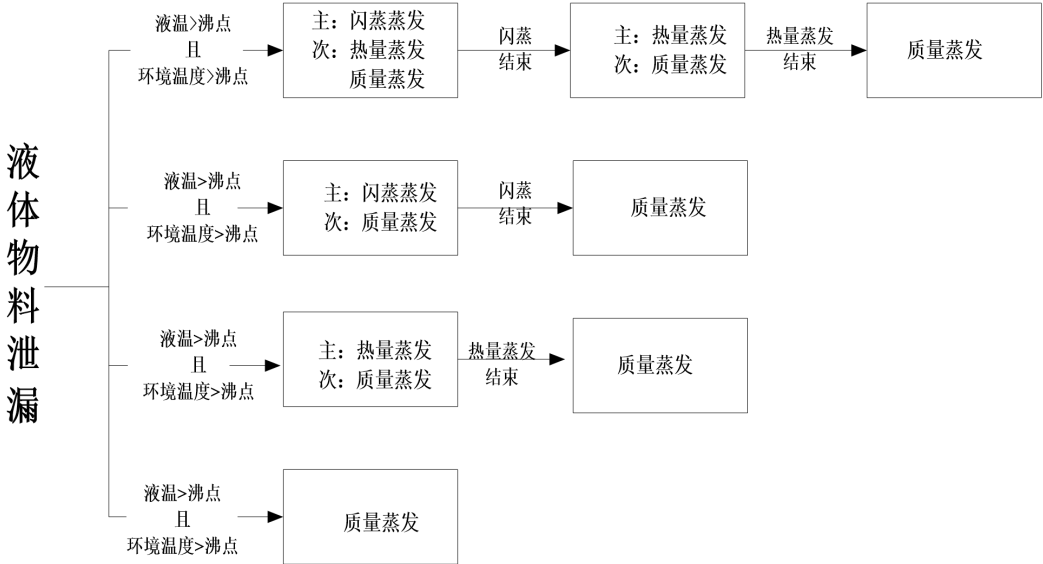 液体物料泄漏
液温>沸点
且
环境温度>沸点
主：闪蒸蒸发
次：热量蒸发
质量蒸发
闪蒸
结束
主：热量蒸发
次：质量蒸发
热量蒸发
结束
质量蒸发
液温>沸点
且
环境温度>沸点
主：闪蒸蒸发
次：质量蒸发
闪蒸
结束
质量蒸发
液温>沸点
且
环境温度>沸点
主：热量蒸发
次：质量蒸发
热量蒸发
结束
质量蒸发
液温>沸点
且
环境温度>沸点
质量蒸发